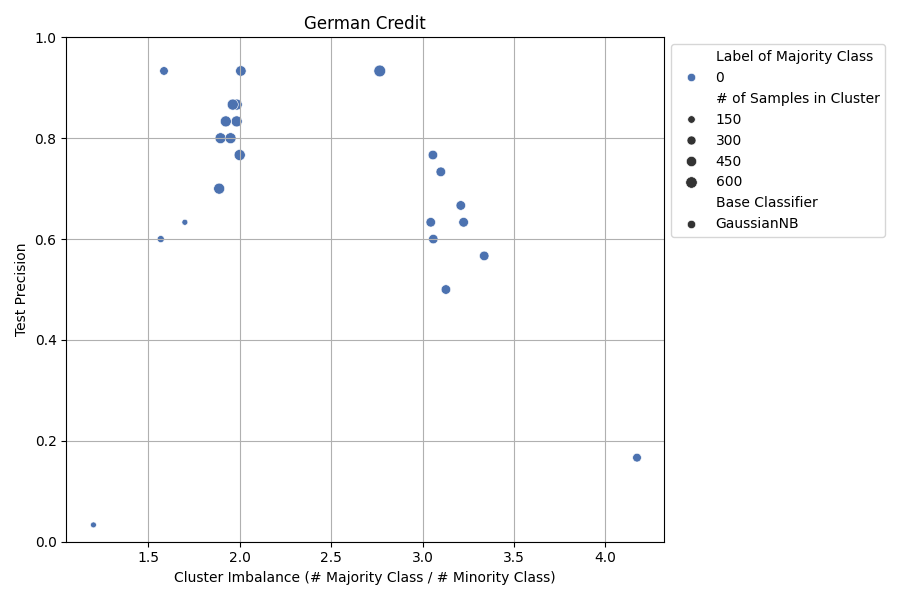 German Credit
1.0
0.8
0.6
0.4
0.2
0.0
Test Precision
1.5
2.0
2.5
3.0
3.5
4.0
Cluster Imbalance (# Majority Class / # Minority Class)
Label of Majority Class
0
# of Samples in Cluster
150
300
450
600
Base Classifier
GaussianNB